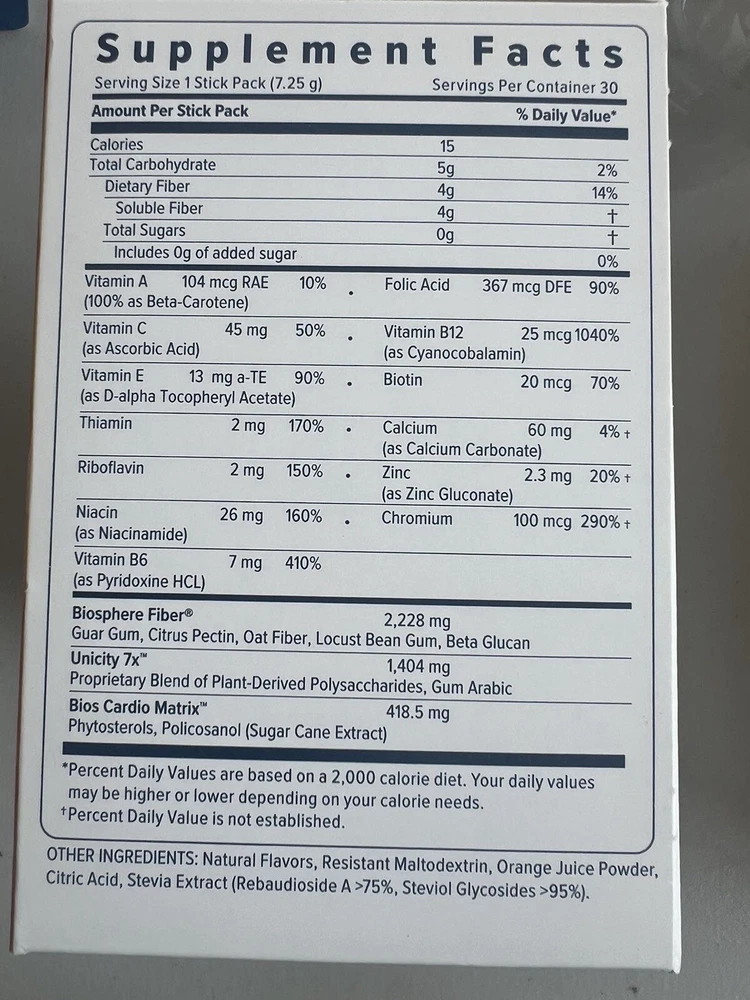 Supplement Facts
Serving Size 1 Stick Pack (7.25 g) Servings Per Container 30
Amount Per Stick Pack % Daily Value*
Calories 15
Total Carbohydrate 5g 2%
Dietary Fiber 4g 14%
Soluble Fiber 4g †
Total Sugars 0g †
Includes 0g of added sugar 0%
Vitamin A 104 mcg RAE 10% • Folic Acid 367 mcg DFE 90%
(100% as Beta-Carotene)
Vitamin C 45 mg 50% • Vitamin B12 25 mcg 1040%
(as Ascorbic Acid) (as Cyanocobalamin)
Vitamin E 13 mg a-TE 90% • Biotin 20 mcg 70%
(as D-alpha Tocopheryl Acetate)
Thiamin 2 mg 170% • Calcium 60 mg 4% †
(as Calcium Carbonate)
Riboflavin 2 mg 150% • Zinc 2.3 mg 20% †
(as Zinc Gluconate)
Niacin 26 mg 160% • Chromium 100 mcg 290% †
(as Niacinamide)
Vitamin B6 7 mg 410%
(as Pyridoxine HCL)
Biosphere Fiber® 2,228 mg
Guar Gum, Citrus Pectin, Oat Fiber, Locust Bean Gum, Beta Glucan
Unicity 7x™ 1,404 mg
Proprietary Blend of Plant-Derived Polysaccharides, Gum Arabic
Bios Cardio Matrix™ 418.5 mg
Phytosterols, Policosanol (Sugar Cane Extract)
*Percent Daily Values are based on a 2,000 calorie diet. Your daily values
may be higher or lower depending on your calorie needs.
†Percent Daily Value is not established.
OTHER INGREDIENTS: Natural Flavors, Resistant Maltodextrin, Orange Juice Powder,
Citric Acid, Stevia Extract (Rebaudioside A >75%, Steviol Glycosides >95%).